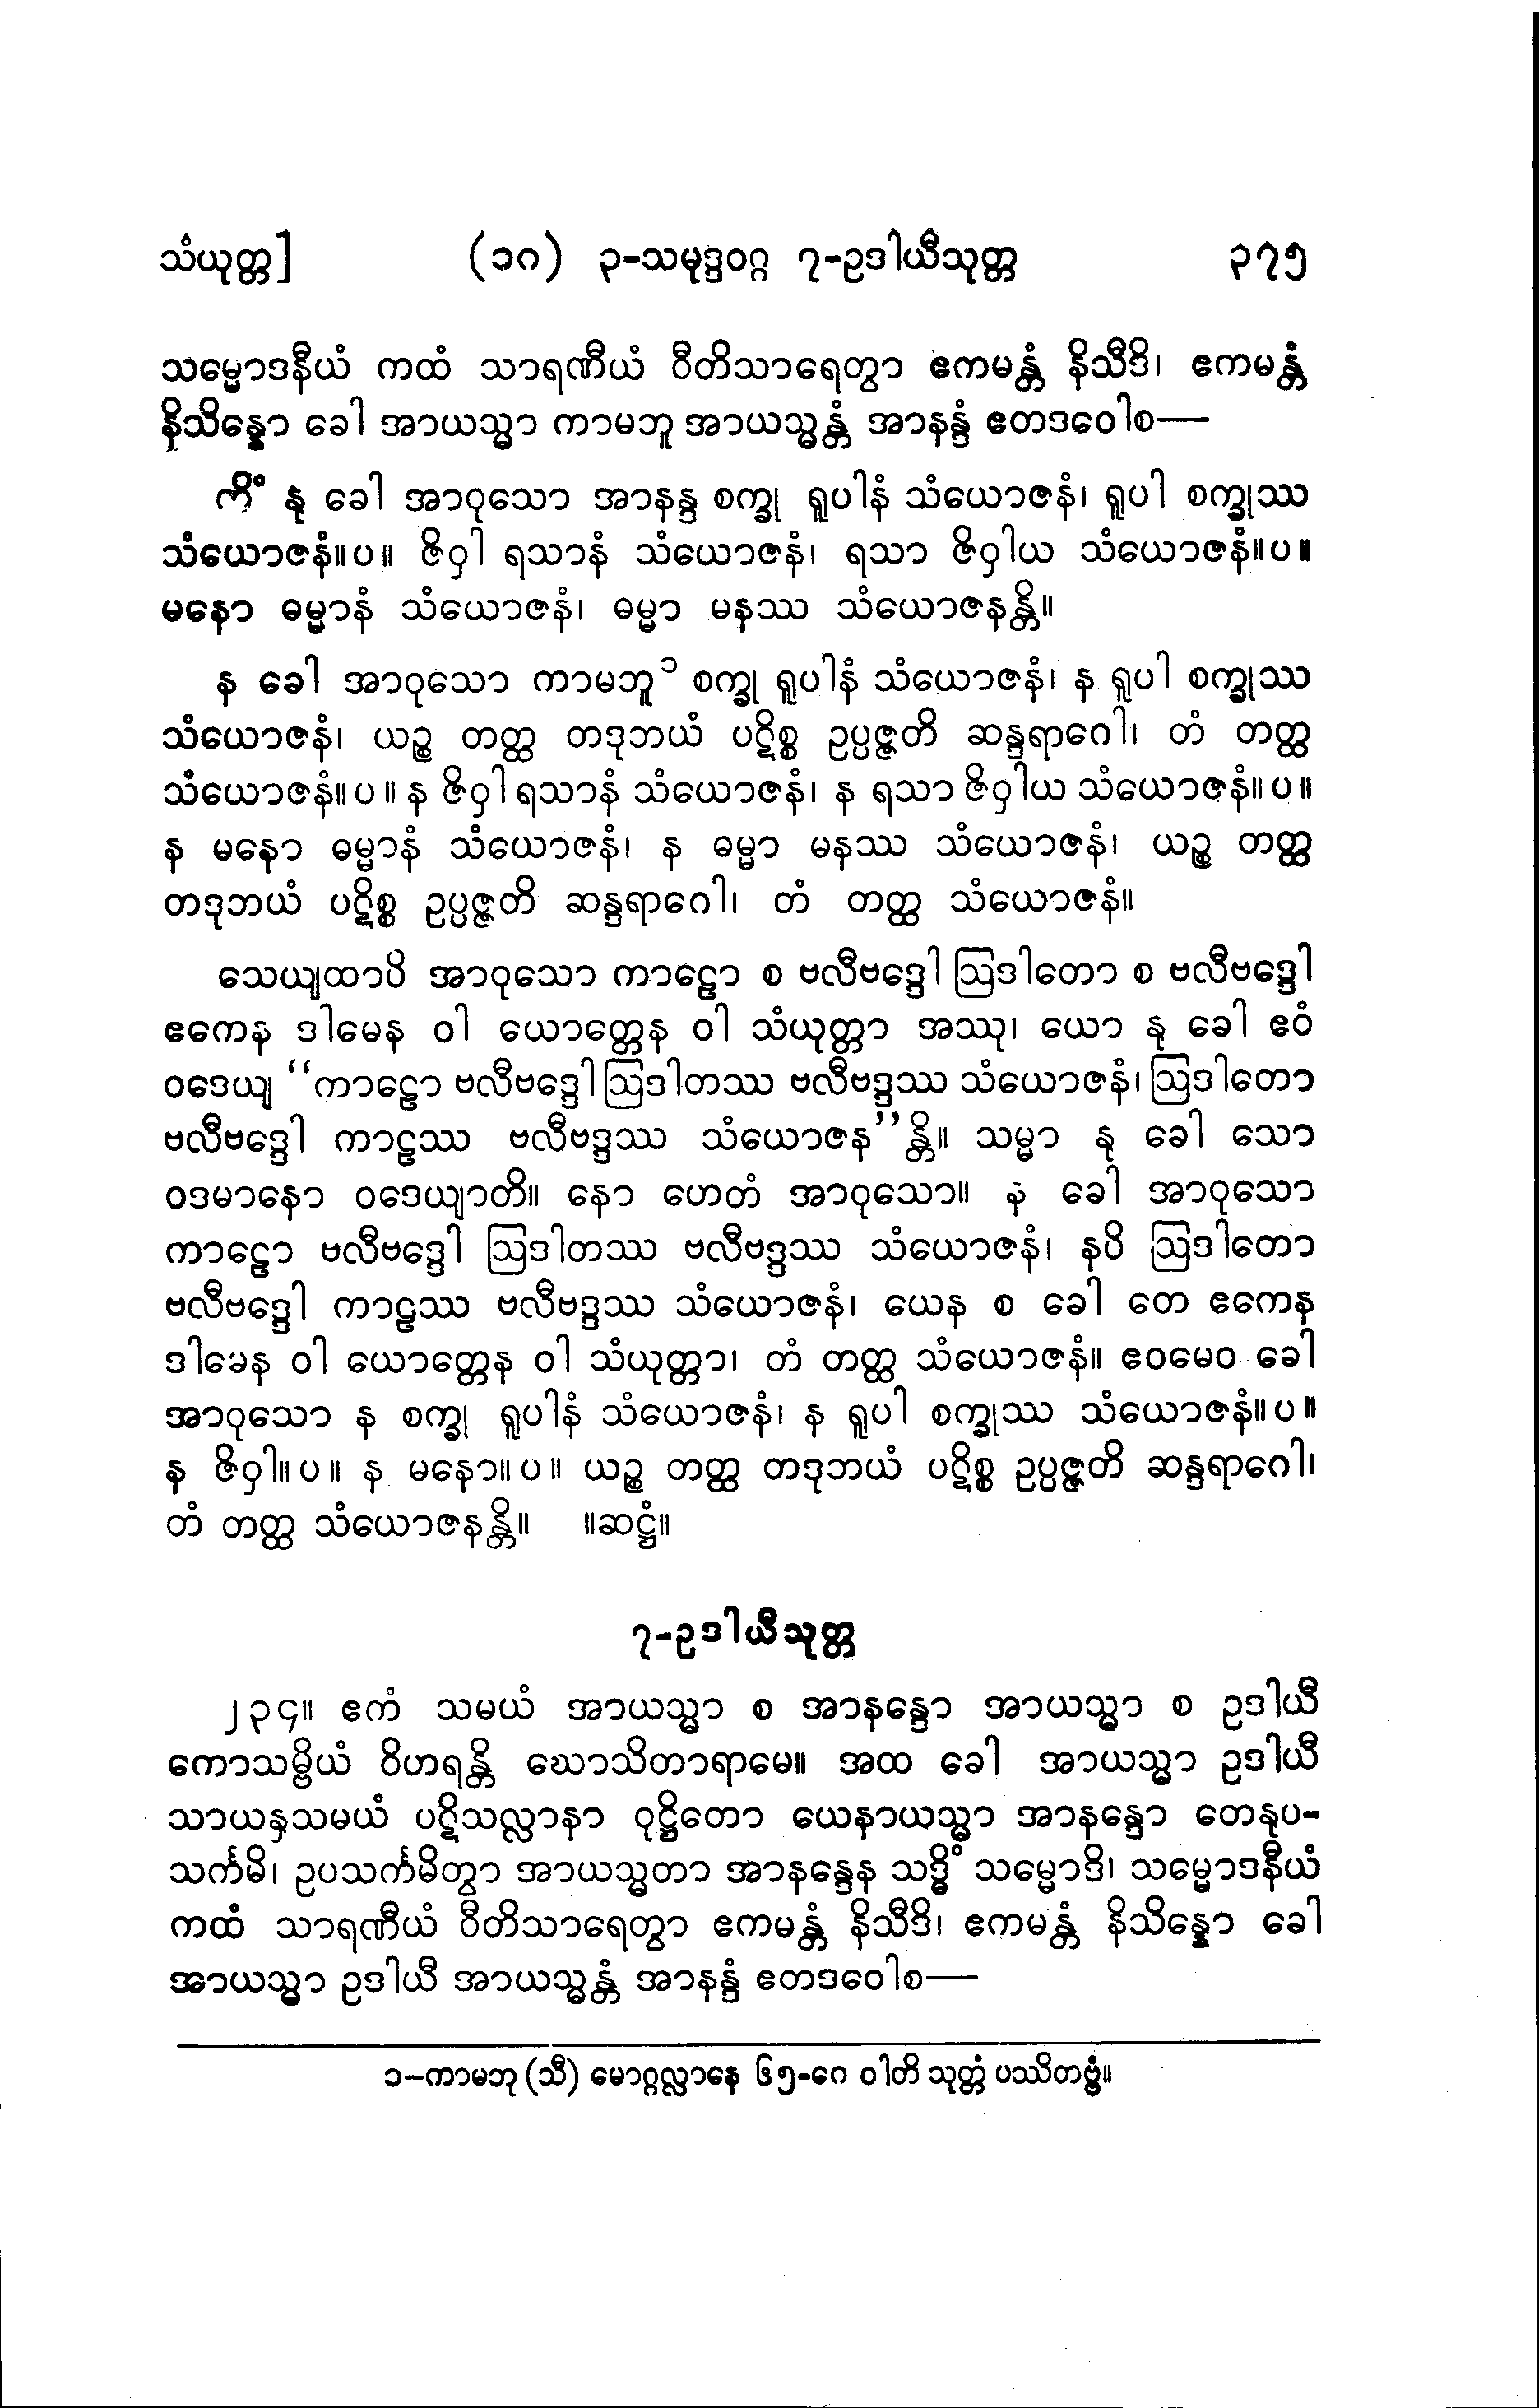 သံယုတ္တ] (၁၈) ၃-သမုဒ္ဒဝဂ္ဂ ၇-ဥဒါယီသုတ္တ ၃၇၅
သမ္မောဒနီယံ ကထံ သာရဏီယံ ဝီတိသာရေတွာ ဧကမန္တံ နိသီဒိ၊ ဧကမန္တံ
နိသိန္နော ခေါ အာယသ္မာ ကာမဘူ အာယသ္မန္တံ အာနန္ဒံ ဧတဒဝေါစ—
ကိံ နု ခေါ အာဝုသော အာနန္ဒ စက္ခု ရူပါနံ သံယောဇနံ၊ ရူပါ စက္ခုဿ
သံယောဇနံ။ပ။ ဇိဝှါ ရသာနံ သံယောဇနံ၊ ရသာ ဇိဝှါယ သံယောဇနံ။ပ။
မနော ဓမ္မာနံ သံယောဇနံ၊ ဓမ္မာ မနဿ သံယောဇနန္တိ။
န ခေါ အာဝုသော ကာမဘူ ၁ စက္ခု ရူပါနံ သံယောဇနံ၊ န ရူပါ စက္ခုဿ
သံယောဇနံ၊ ယဉ္စ တတ္ထ တဒုဘယံ ပဋိစ္စ ဥပ္ပဇ္ဇတိ ဆန္ဒရာဂေါ၊ တံ တတ္ထ
သံယောဇနံ။ပ။ န ဇိဝှါ ရသာနံ သံယောဇနံ၊ န ရသာ ဇိဝှါယ သံယောဇနံ။ပ။
န မနော ဓမ္မာနံ သံယောဇနံ၊ န ဓမ္မာ မနဿ သံယောဇနံ၊ ယဉ္စ တတ္ထ
တဒုဘယံ ပဋိစ္စ ဥပ္ပဇ္ဇတိ ဆန္ဒရာဂေါ၊ တံ တတ္ထ သံယောဇနံ။
သေယျထာပိ အာဝုသော ကာဠော စ ဗလီဗဒ္ဒေါ ဩဒါတော စ ဗလီဗဒ္ဒေါ
ဧကေန ဒါမေန ဝါ ယောတ္တေန ဝါ သံယုတ္တာ အဿု၊ ယော နု ခေါ ဧဝံ
ဝဒေယျ “ကာဠော ဗလီဗဒ္ဒေါ ဩဒါတဿ ဗလီဗဒ္ဒဿ သံယောဇနံ၊ ဩဒါတော
ဗလီဗဒ္ဒေါ ကာဠဿ ဗလီဗဒ္ဒဿ သံယောဇန”န္တိ။ သမ္မာ နု ခေါ သော
ဝဒမာနော ဝဒေယျာတိ။ နော ဟေတံ အာဝုသော။ န ခေါ အာဝုသော
ကာဠော ဗလီဗဒ္ဒေါ ဩဒါတဿ ဗလီဗဒ္ဒဿ သံယောဇနံ၊ နပိ ဩဒါတော
ဗလီဗဒ္ဒေါ ကာဠဿ ဗလီဗဒ္ဒဿ သံယောဇနံ၊ ယေန စ ခေါ တေ ဧကေန
ဒါမေန ဝါ ယောတ္တေန ဝါ သံယုတ္တာ၊ တံ တတ္ထ သံယောဇနံ။ ဧဝမေဝ ခေါ
အာဝုသော န စက္ခု ရူပါနံ သံယောဇနံ၊ န ရူပါ စက္ခုဿ သံယောဇနံ။ပ။
န ဇိဝှါ။ပ။ န မနော။ပ။ ယဉ္စ တတ္ထ တဒုဘယံ ပဋိစ္စ ဥပ္ပဇ္ဇတိ ဆန္ဒရာဂေါ၊
တံ တတ္ထ သံယောဇနန္တိ။ ။ဆဋ္ဌံ။
၇-ဥဒါယီသုတ္တ
၂၃၄။ ဧကံ သမယံ အာယသ္မာ စ အာနန္ဒော အာယသ္မာ စ ဥဒါယီ
ကောသမ္ဗိယံ ဝိဟရန္တိ ဃောသိတာရာမေ။ အထ ခေါ အာယသ္မာ ဥဒါယီ
သာယနှသမယံ ပဋိသလ္လာနာ ဝုဋ္ဌိတော ယေနာယသ္မာ အာနန္ဒော တေနုပ-
သင်္ကမိ၊ ဥပသင်္ကမိတွာ အာယသ္မတာ အာနန္ဒေန သဒ္ဓိံ သမ္မောဒိ၊ သမ္မောဒနီယံ
ကထံ သာရဏီယံ ဝီတိသာရေတွာ ဧကမန္တံ နိသီဒိ၊ ဧကမန္တံ နိသိန္နော ခေါ
အာယသ္မာ ဥဒါယီ အာယသ္မန္တံ အာနန္ဒံ ဧတဒဝေါစ—
၁–ကာမဘု (သီ) မောဂ္ဂလ္လာနေ ၆၅-ဂေ ဝါတိ သုတ္တံ ပဿိတဗ္ဗံ။